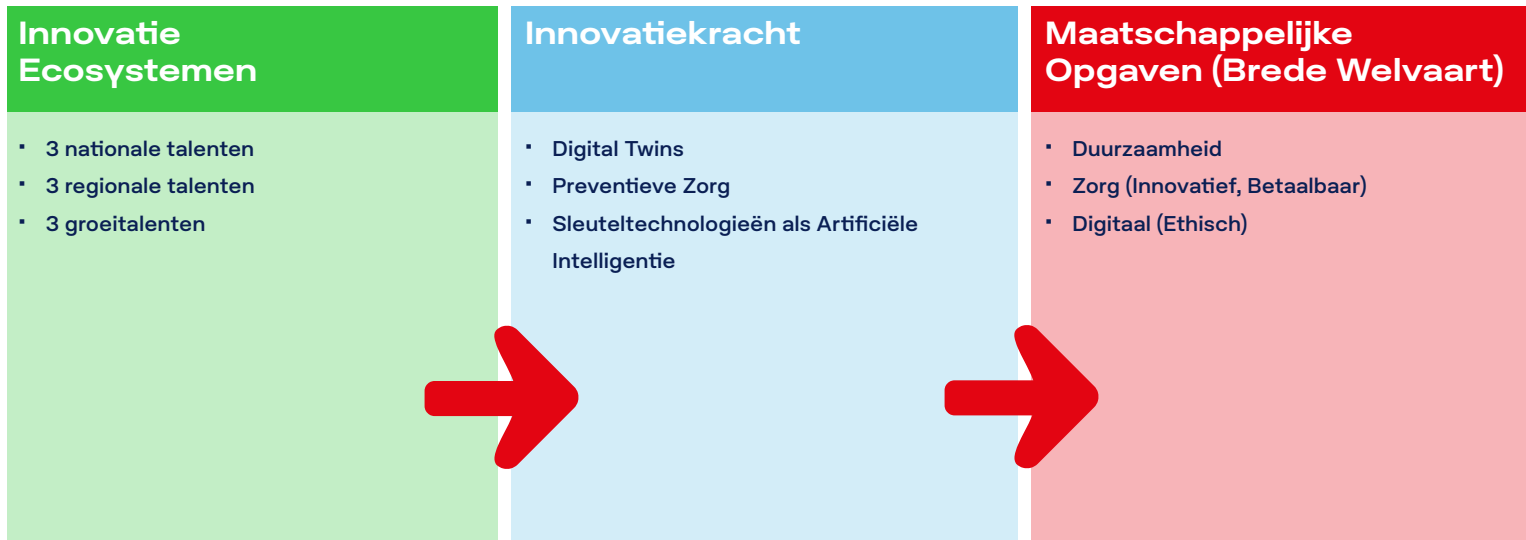 Innovatie
Ecosystemen
▪ 3 nationale talenten
▪ 3 regionale talenten
▪ 3 groeitalenten
Innovatiekracht
▪ Digital Twins
▪ Preventieve Zorg
▪ Sleuteltechnologieën als Artificiële
Intelligentie
Maatschappelijke
Opgaven (Brede Welvaart)
▪ Duurzaamheid
▪ Zorg (Innovatief, Betaalbaar)
▪ Digitaal (Ethisch)